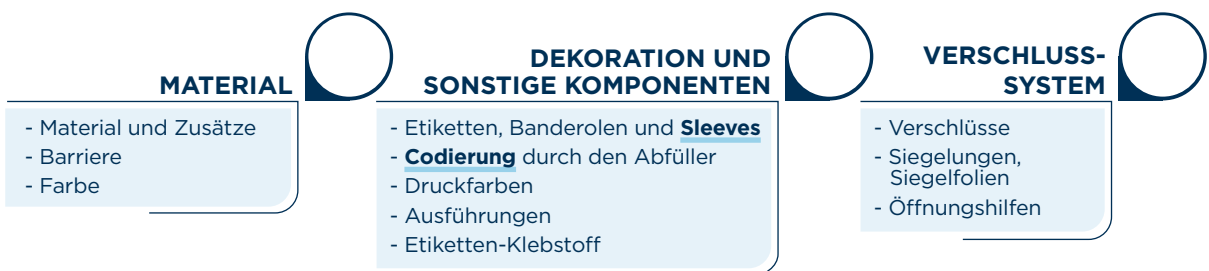 MATERIAL
- Material und Zusätze
- Barriere
- Farbe
DEKORATION UND
SONSTIGE KOMPONENTEN
- Etiketten, Banderolen und Sleeves
- Codierung durch den Abfüller
- Druckfarben
- Ausführungen
- Etiketten-Klebstoff
VERSCHLUSS-
SYSTEM
- Verschlüsse
- Siegelungen,
Siegelfolien
- Öffnungshilfen